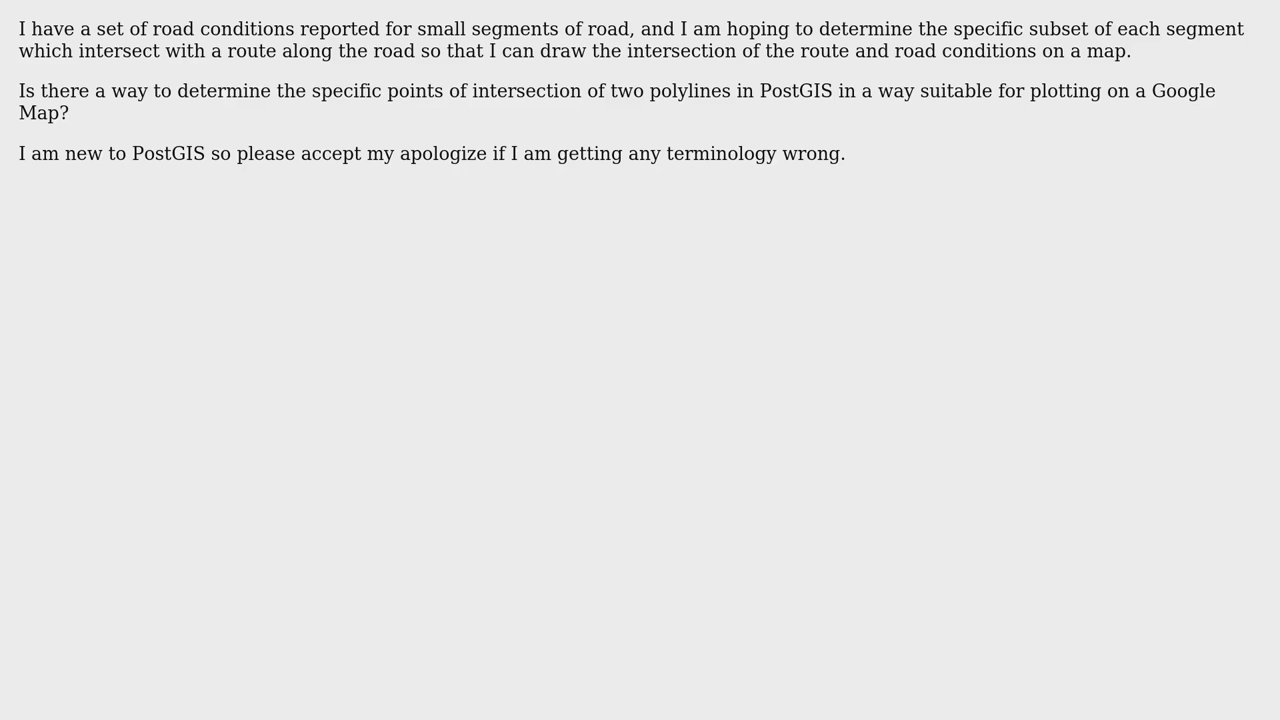 I have a set of road conditions reported for small segments of road, and I am hoping to determine the specific subset of each segment
which intersect with a route along the road so that I can draw the intersection of the route and road conditions on a map.
Is there a way to determine the specific points of intersection of two polylines in PostGIS in a way suitable for plotting on a Google
Map?
I am new to PostGIS so please accept my apologize if I am getting any terminology wrong.